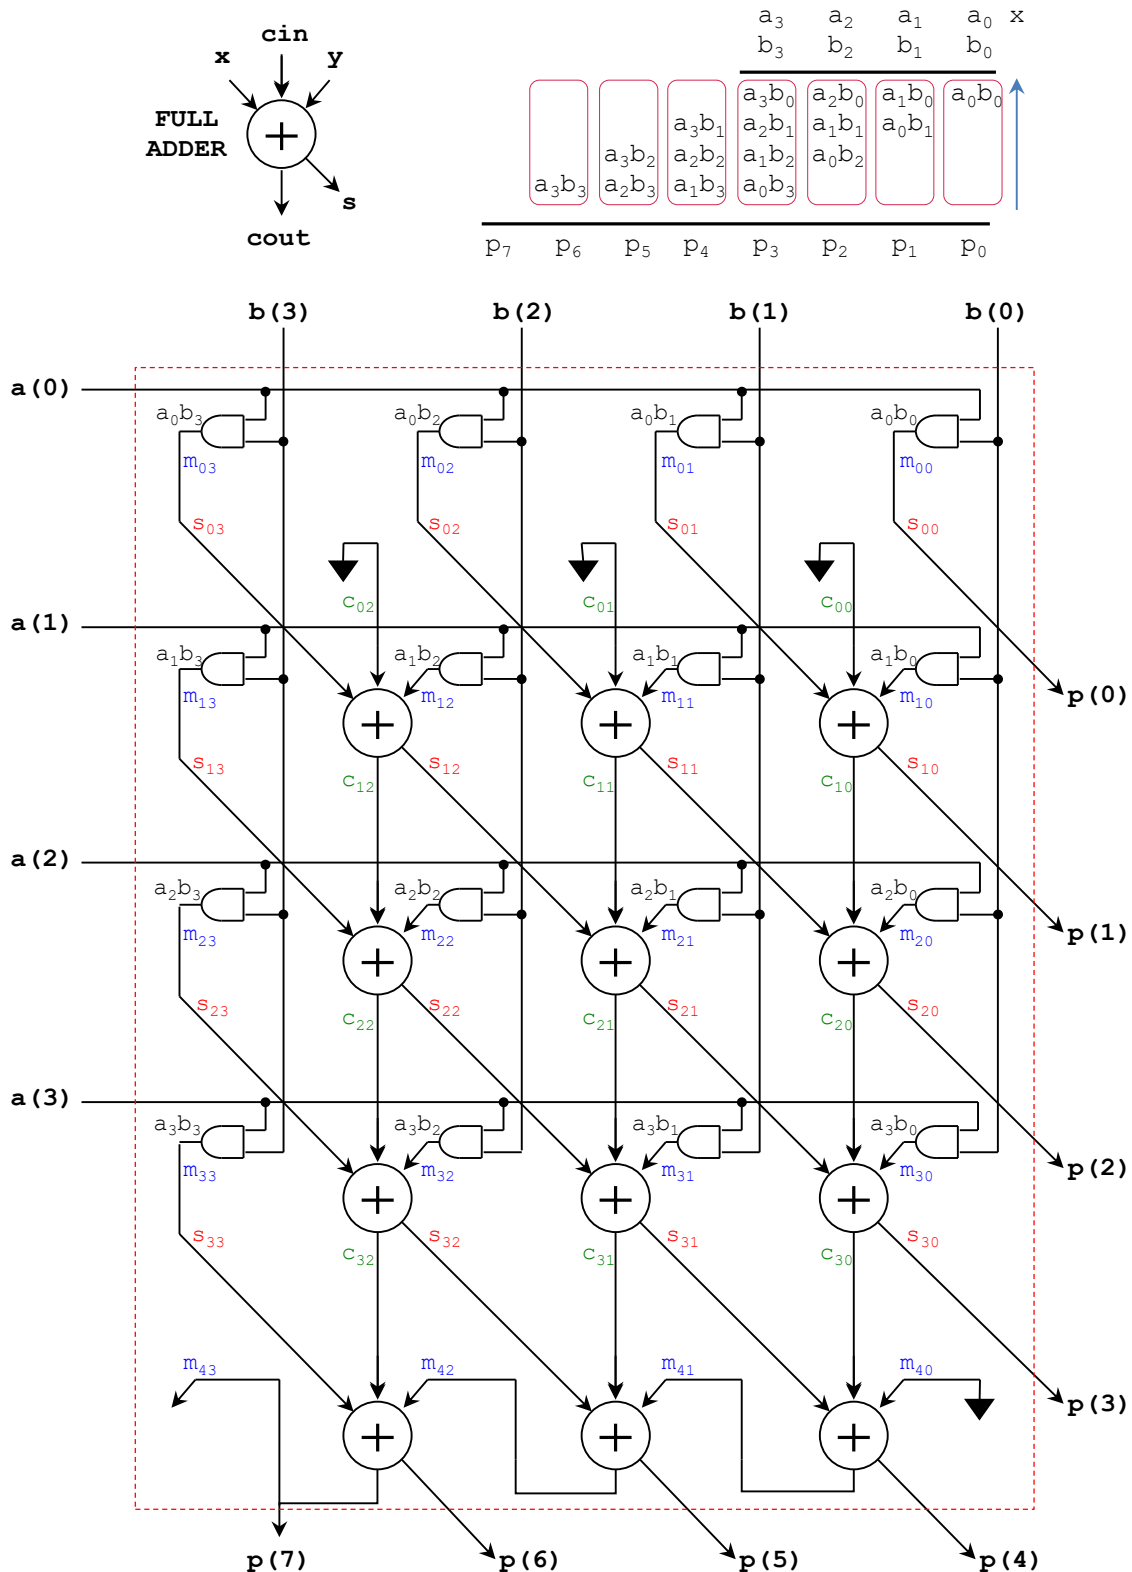 cin
x y
FULL
ADDER
s
cout
a₃ a₂ a₁ a₀ x
b₃ b₂ b₁ b₀
a₃b₀ a₂b₀ a₁b₀ a₀b₀
a₃b₁ a₂b₁ a₁b₁ a₀b₁
a₃b₂ a₂b₂ a₁b₂ a₀b₂
a₃b₃ a₂b₃ a₁b₃ a₀b₃
p₇ p₆ p₅ p₄ p₃ p₂ p₁ p₀
b(3) b(2) b(1) b(0)
a(0)
a₀b₃ a₀b₂ a₀b₁ a₀b₀
m₀₃ m₀₂ m₀₁ m₀₀
s₀₃ s₀₂ s₀₁ s₀₀
c₀₂ c₀₁ c₀₀
a(1)
a₁b₃ a₁b₂ a₁b₁ a₁b₀
m₁₃ m₁₂ m₁₁ m₁₀ p(0)
s₁₃ s₁₂ s₁₁ s₁₀
c₁₂ c₁₁ c₁₀
a(2)
a₂b₃ a₂b₂ a₂b₁ a₂b₀
m₂₃ m₂₂ m₂₁ m₂₀ p(1)
s₂₃ s₂₂ s₂₁ s₂₀
c₂₂ c₂₁ c₂₀
a(3)
a₃b₃ a₃b₂ a₃b₁ a₃b₀
m₃₃ m₃₂ m₃₁ m₃₀ p(2)
s₃₃ s₃₂ s₃₁ s₃₀
c₃₂ c₃₁ c₃₀
m₄₃ m₄₂ m₄₁ m₄₀
p(3)
p(7) p(6) p(5) p(4)